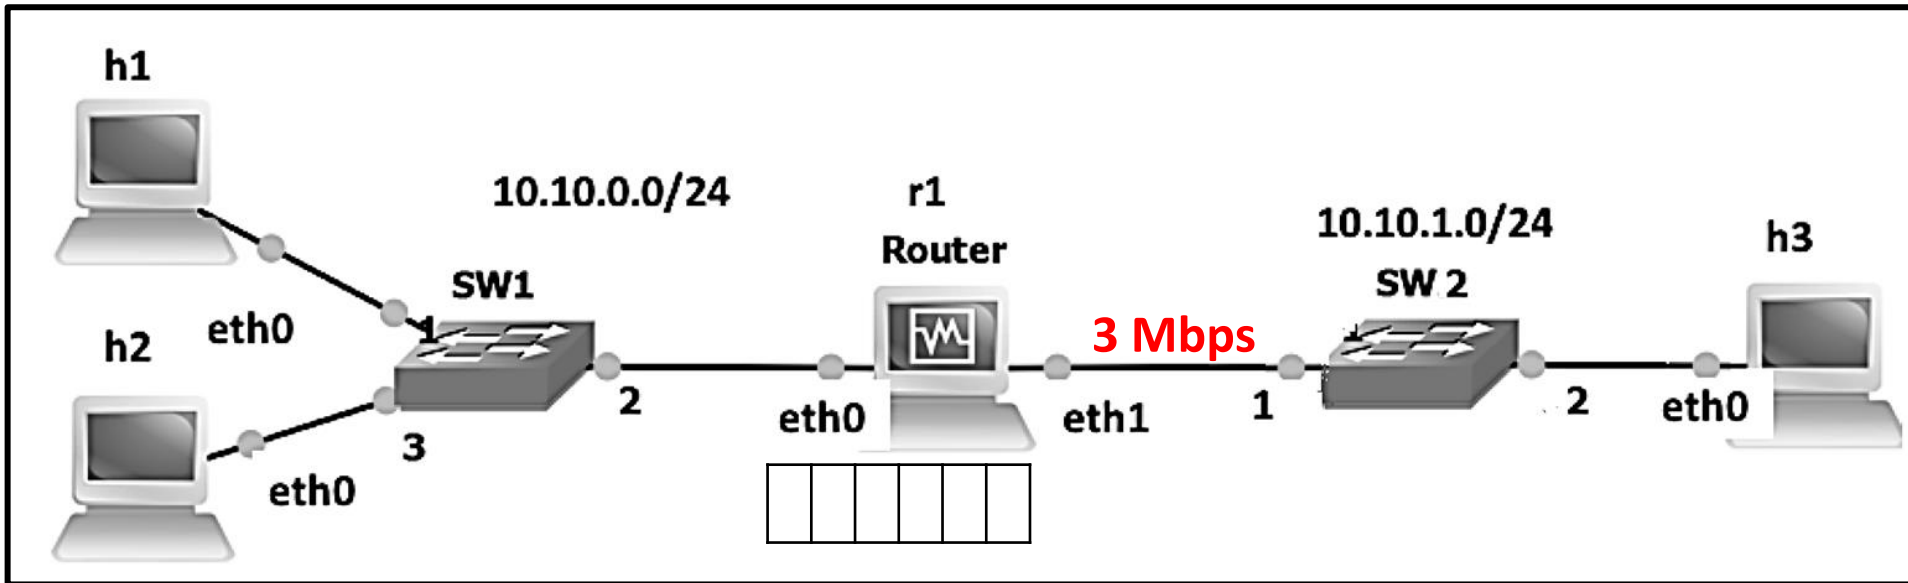 h1
10.10.0.0/24
r1
Router
10.10.1.0/24
h3
SW1
SW 2
eth0
1
h2
3 Mbps
2
eth0
eth1
1
2
eth0
3
eth0
1